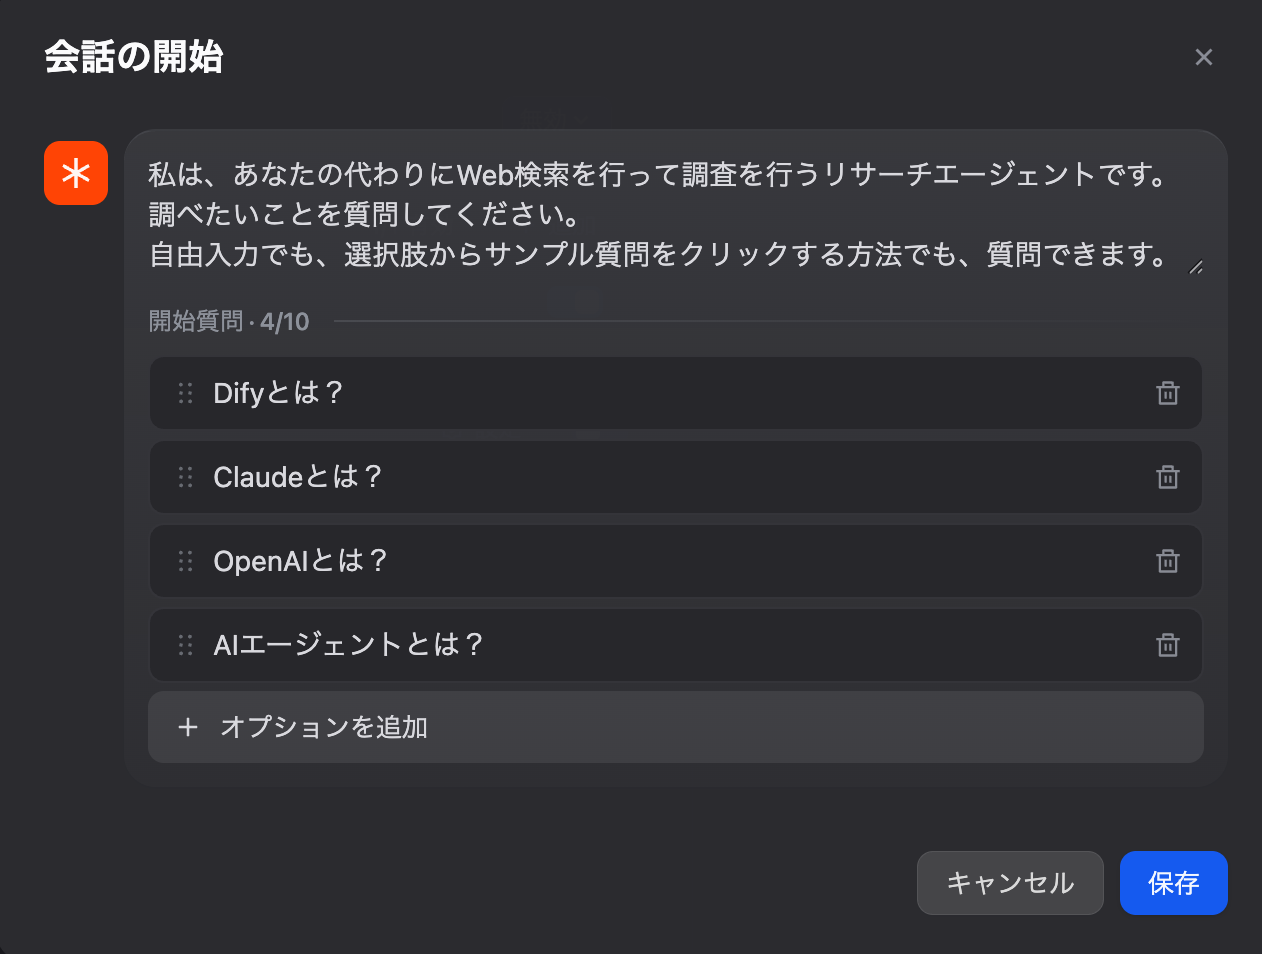 会話の開始
私は、あなたの代わりにWeb検索を行って調査を行うリサーチエージェントです。
調べたいことを質問してください。
自由入力でも、選択肢からサンプル質問をクリックする方法でも、質問できます。
開始質問 · 4/10
Difyとは？
Claudeとは？
OpenAIとは？
AIエージェントとは？
+ オプションを追加
キャンセル
保存